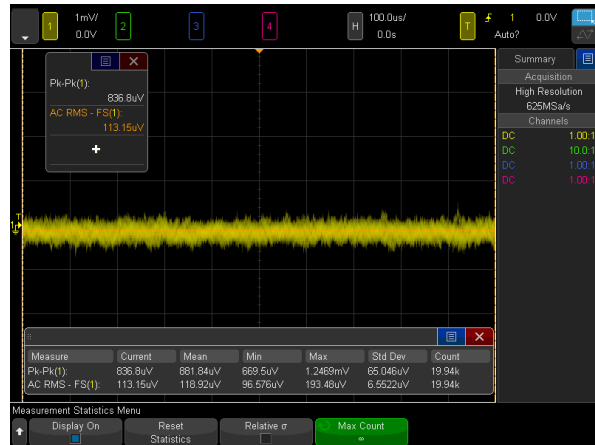 1 1mV/ 0.0V 2 3 4 H 100.0us/ 0.0s T 1 0.0V Auto?
Summary
Acquisition
High Resolution
625MSa/s
Channels
DC 1.00:1
DC 10.0:1
DC 1.00:1
DC 1.00:1
Pk-Pk(1):
836.8uV
AC RMS - FS(1):
113.15uV
+
T
1
Measure Current Mean Min Max Std Dev Count
Pk-Pk(1): 836.8uV 881.84uV 669.5uV 1.2469mV 65.046uV 19.94k
AC RMS - FS(1): 113.15uV 118.92uV 96.576uV 193.48uV 6.5522uV 19.94k
Measurement Statistics Menu
Display On
Reset Statistics
Relative σ
Max Count
∞